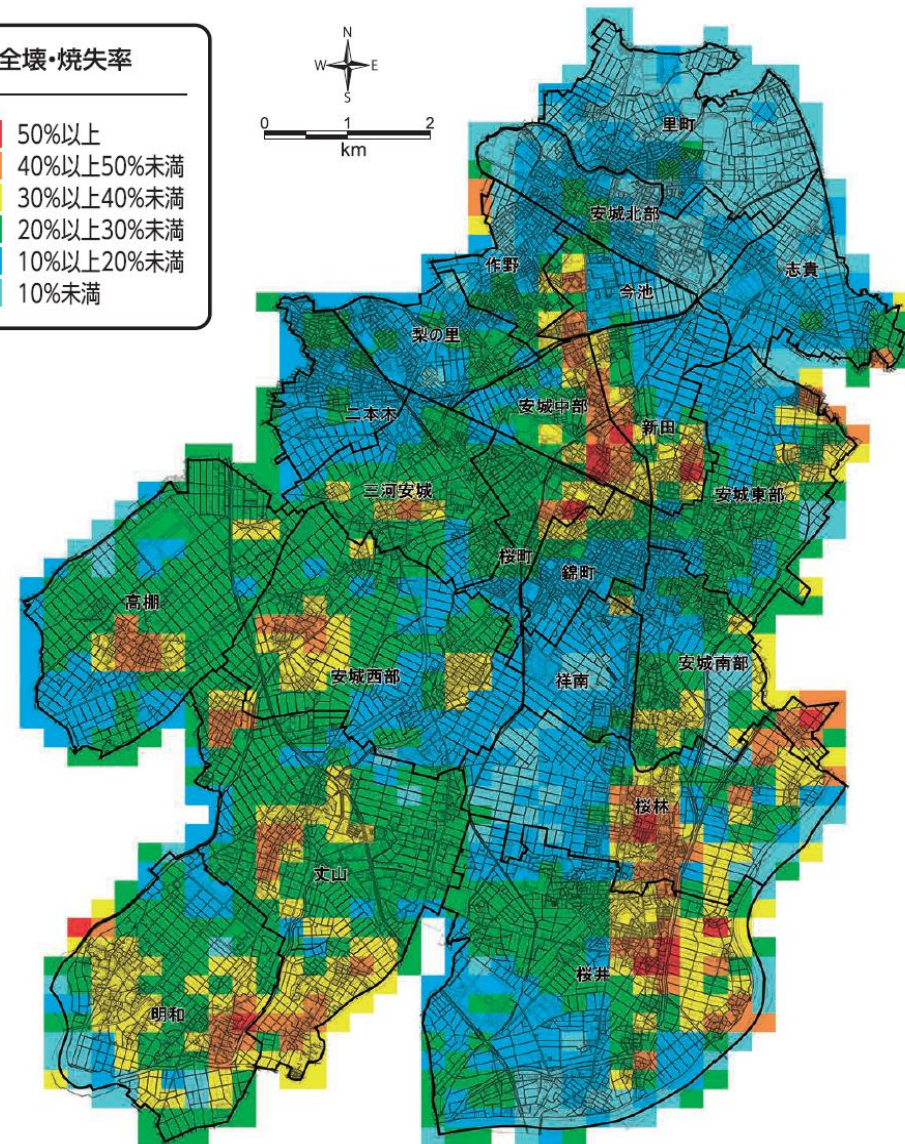 全壊・焼失率
50%以上
40%以上50%未満
30%以上40%未満
20%以上30%未満
10%以上20%未満
10%未満
N
W E
S
0 1 2
km
里町
安城北部
作野
今池
志貴
梨の里
二本木
安城中部
新田
三河安城
安城東部
桜町
錦町
高棚
安城西部
祥南
安城南部
桜林
丈山
桜井
明和